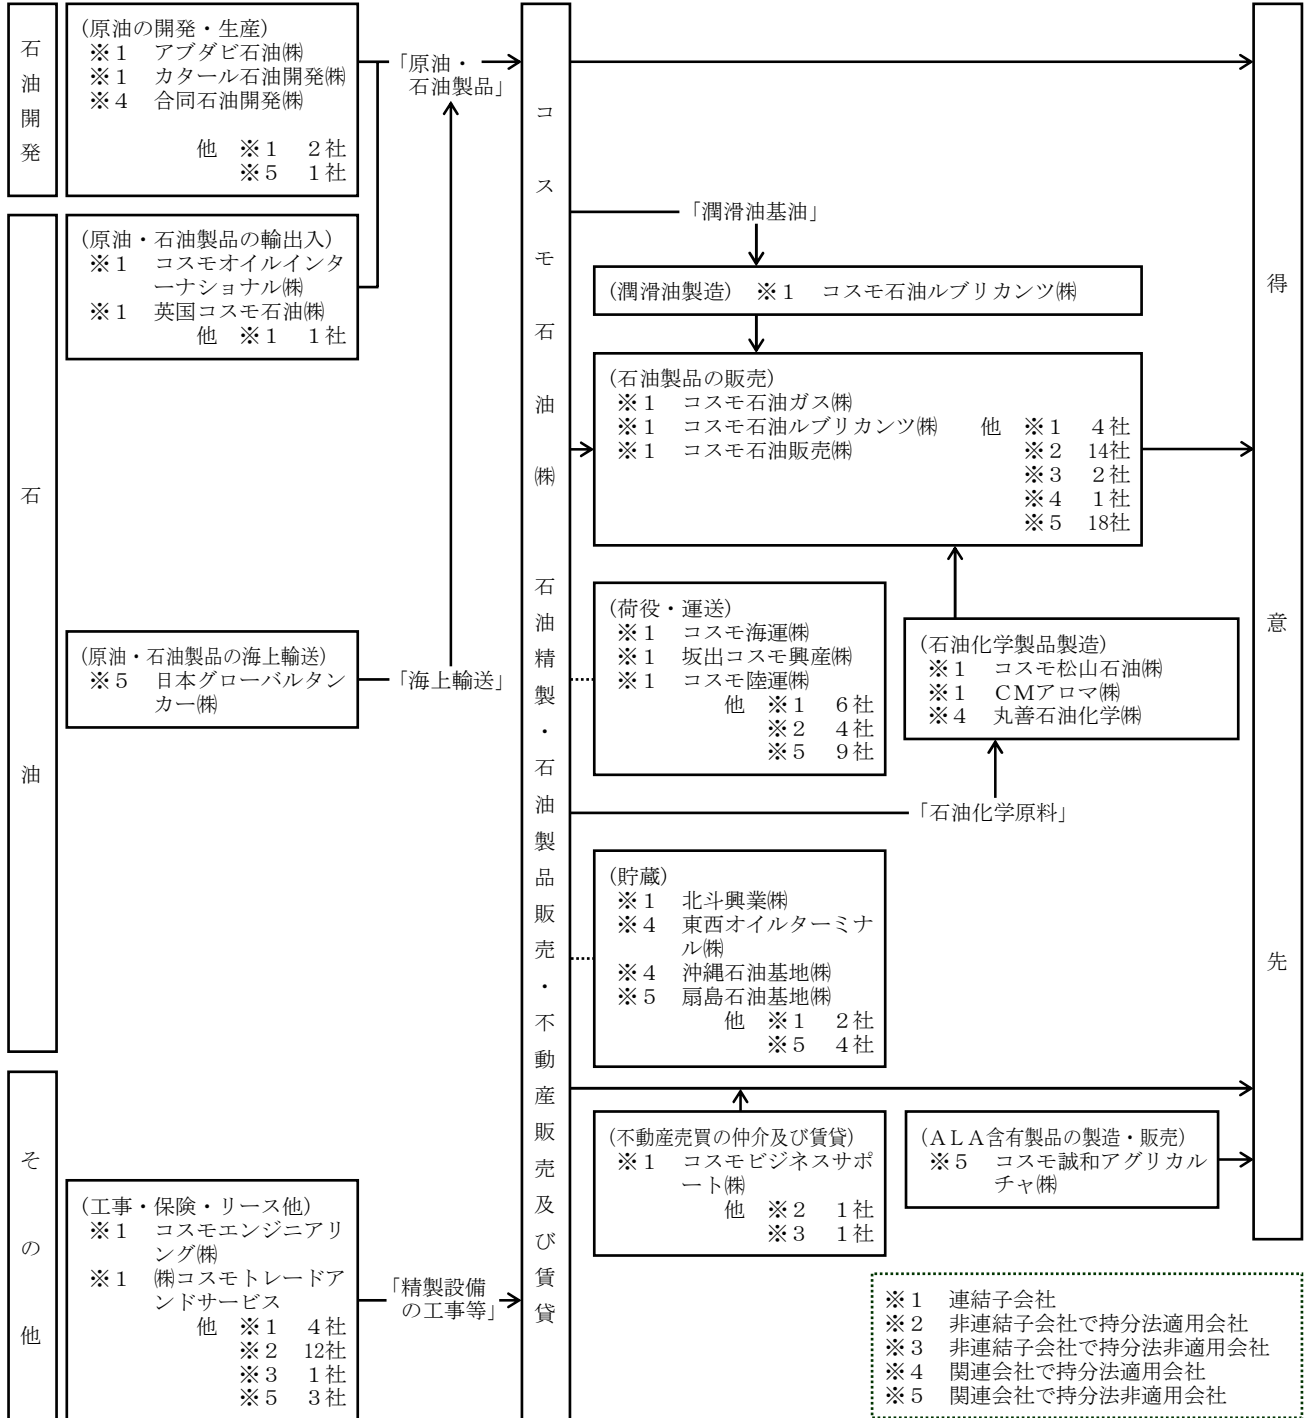 石油開発
(原油の開発・生産)
※１　アブダビ石油㈱
※１　カタール石油開発㈱
※４　合同石油開発㈱
他　※１　２社
※５　１社
「原油・
石油製品」
石油
(原油・石油製品の輸出入)
※１　コスモオイルインタ
ーナショナル㈱
※１　英国コスモ石油㈱
他　※１　１社
(原油・石油製品の海上輸送)
※５　日本グローバルタン
カー㈱
「海上輸送」
その他
(工事・保険・リース他)
※１　コスモエンジニアリ
ング㈱
※１　㈱コスモトレードア
ンドサービス
他　※１　４社
※２　12社
※３　１社
※５　３社
「精製設備
の工事等」
コスモ石油㈱　石油精製・石油製品販売・不動産販売及び賃貸
「潤滑油基油」
(潤滑油製造)　※１　コスモ石油ルブリカンツ㈱
(石油製品の販売)
※１　コスモ石油ガス㈱
※１　コスモ石油ルブリカンツ㈱　他　※１　４社
※１　コスモ石油販売㈱　※２　14社
※３　２社
※４　１社
※５　18社
(荷役・運送)
※１　コスモ海運㈱
※１　坂出コスモ興産㈱
※１　コスモ陸運㈱
他　※１　６社
※２　４社
※５　９社
(石油化学製品製造)
※１　コスモ松山石油㈱
※１　ＣＭアロマ㈱
※４　丸善石油化学㈱
「石油化学原料」
(貯蔵)
※１　北斗興業㈱
※４　東西オイルターミナ
ル㈱
※４　沖縄石油基地㈱
※５　扇島石油基地㈱
他　※１　２社
※５　４社
(不動産売買の仲介及び賃貸)
※１　コスモビジネスサポ
ート㈱
他　※２　１社
※３　１社
(ＡＬＡ含有製品の製造・販売)
※５　コスモ誠和アグリカル
チャ㈱
得意先
※１　連結子会社
※２　非連結子会社で持分法適用会社
※３　非連結子会社で持分法非適用会社
※４　関連会社で持分法適用会社
※５　関連会社で持分法非適用会社